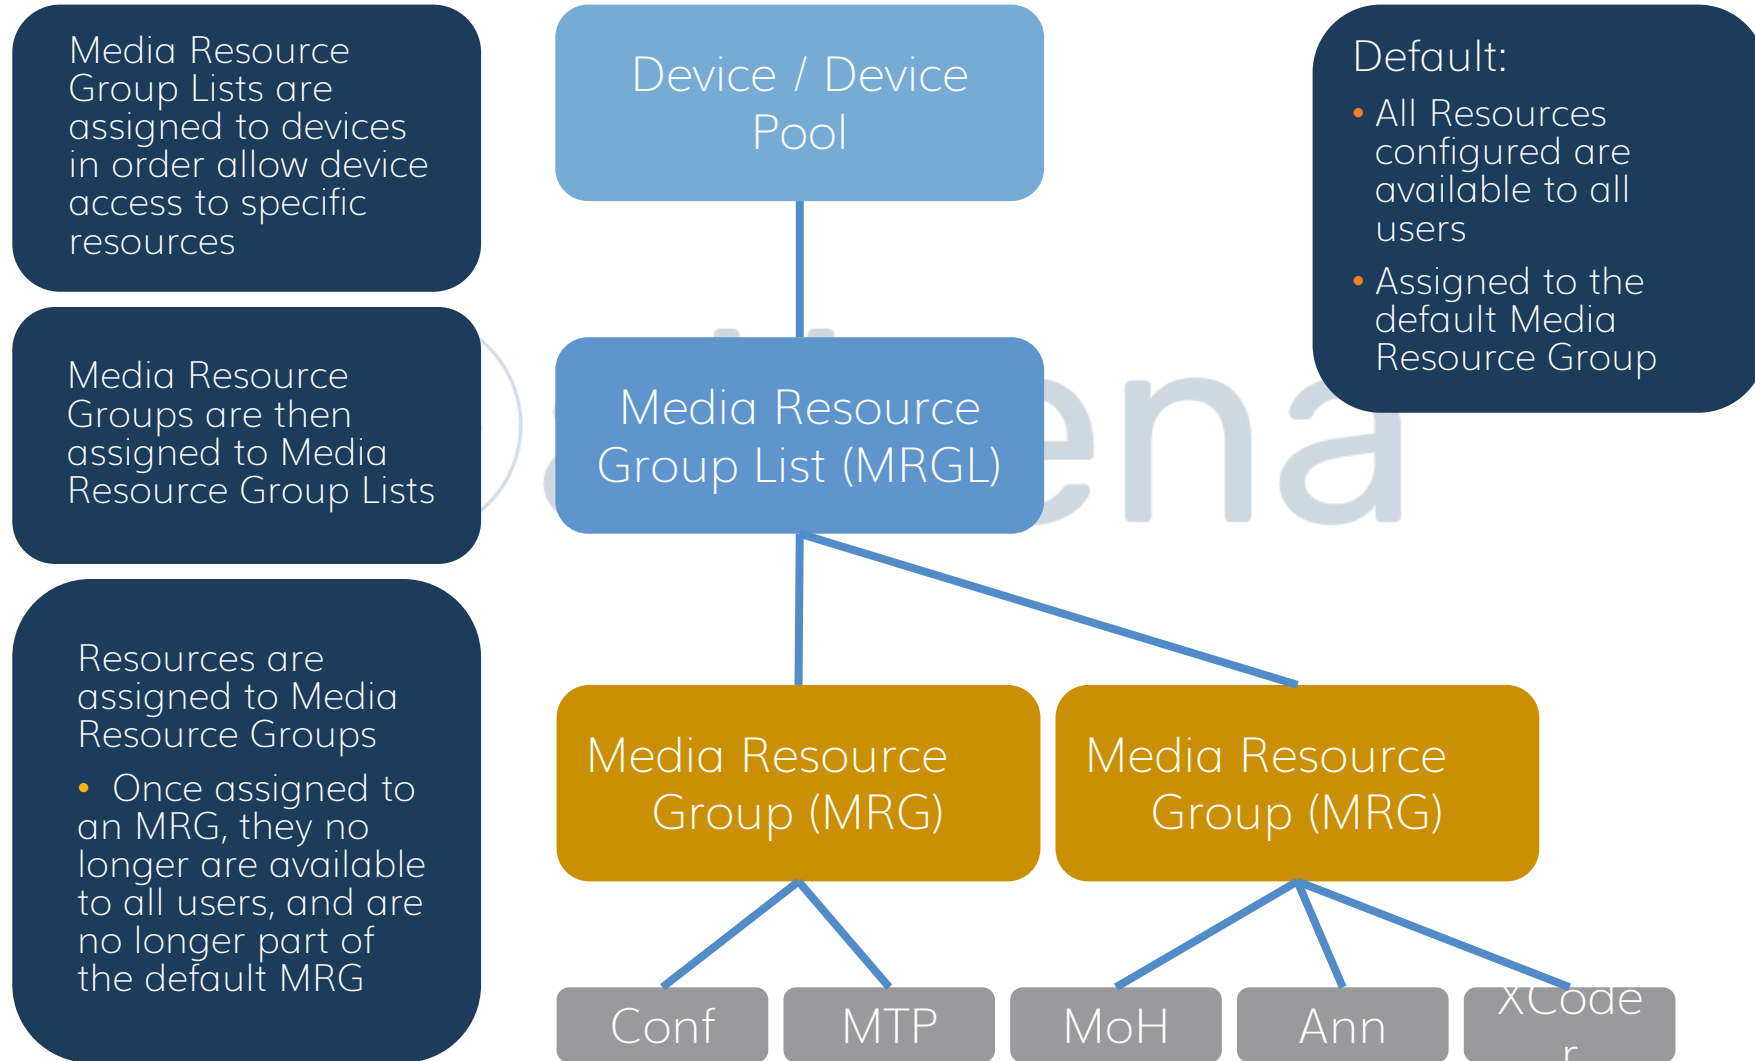 Media Resource
Group Lists are
assigned to devices
in order allow device
access to specific
resources
Media Resource
Groups are then
assigned to Media
Resource Group Lists
Resources are
assigned to Media
Resource Groups
• Once assigned to
an MRG, they no
longer are available
to all users, and are
no longer part of
the default MRG
Device / Device
Pool
Media Resource
Group List (MRGL)
Media Resource
Group (MRG)
Media Resource
Group (MRG)
Conf
MTP
MoH
Ann
XCode
r
Default:
• All Resources
configured are
available to all
users
• Assigned to the
default Media
Resource Group